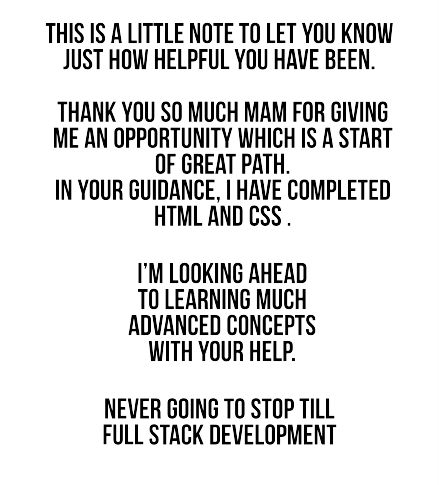 THIS IS A LITTLE NOTE TO LET YOU KNOW
JUST HOW HELPFUL YOU HAVE BEEN.
THANK YOU SO MUCH MAM FOR GIVING
ME AN OPPORTUNITY WHICH IS A START
OF GREAT PATH.
IN YOUR GUIDANCE, I HAVE COMPLETED
HTML AND CSS .
I'M LOOKING AHEAD
TO LEARNING MUCH
ADVANCED CONCEPTS
WITH YOUR HELP.
NEVER GOING TO STOP TILL
FULL STACK DEVELOPMENT